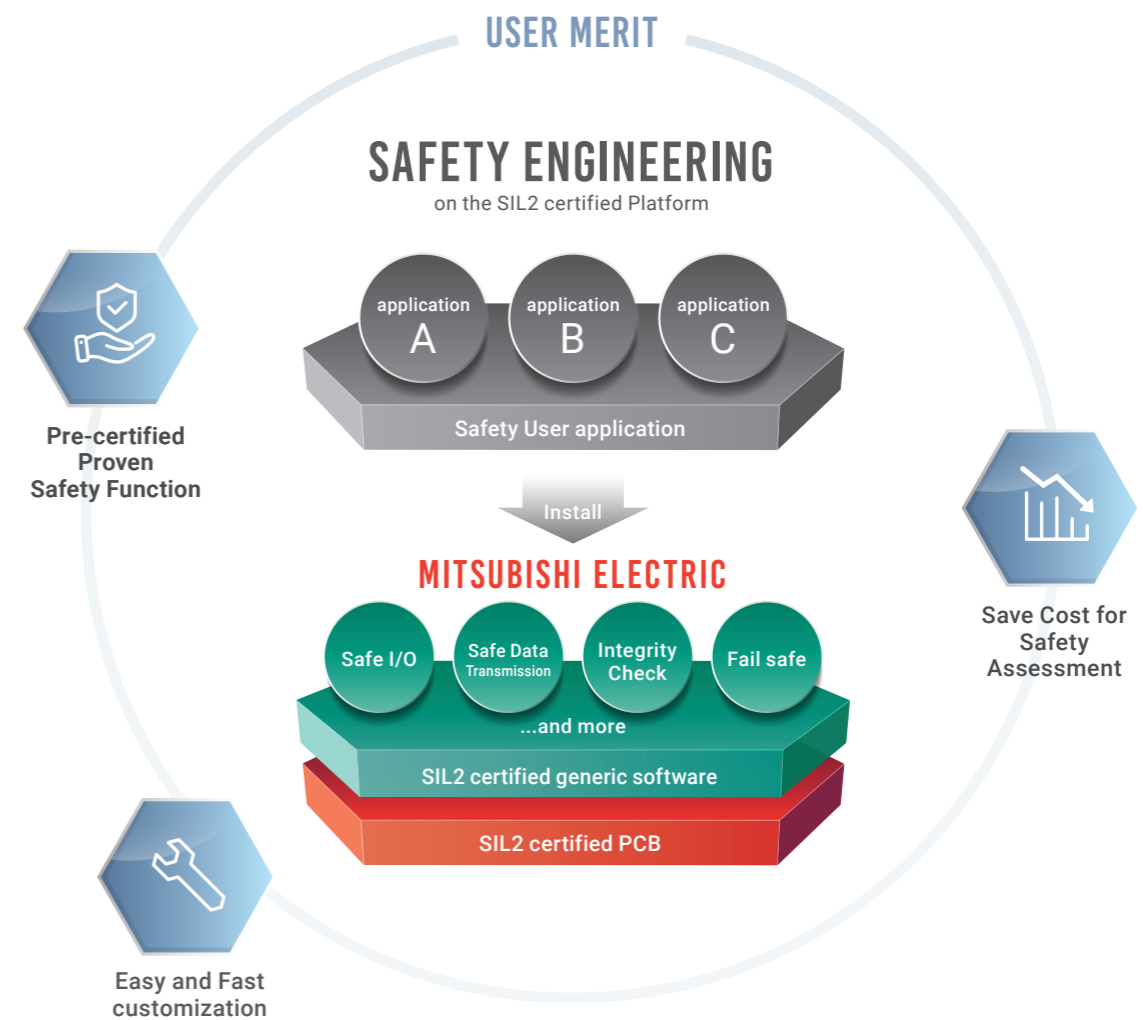 USER MERIT
SAFETY ENGINEERING
on the SIL2 certified Platform
application
A
application
B
application
C
Safety User application
Pre-certified
Proven
Safety Function
Install
MITSUBISHI ELECTRIC
Safe I/O
Safe Data
Transmission
Integrity
Check
Fail safe
...and more
SIL2 certified generic software
SIL2 certified PCB
Save Cost for
Safety
Assessment
Easy and Fast
customization